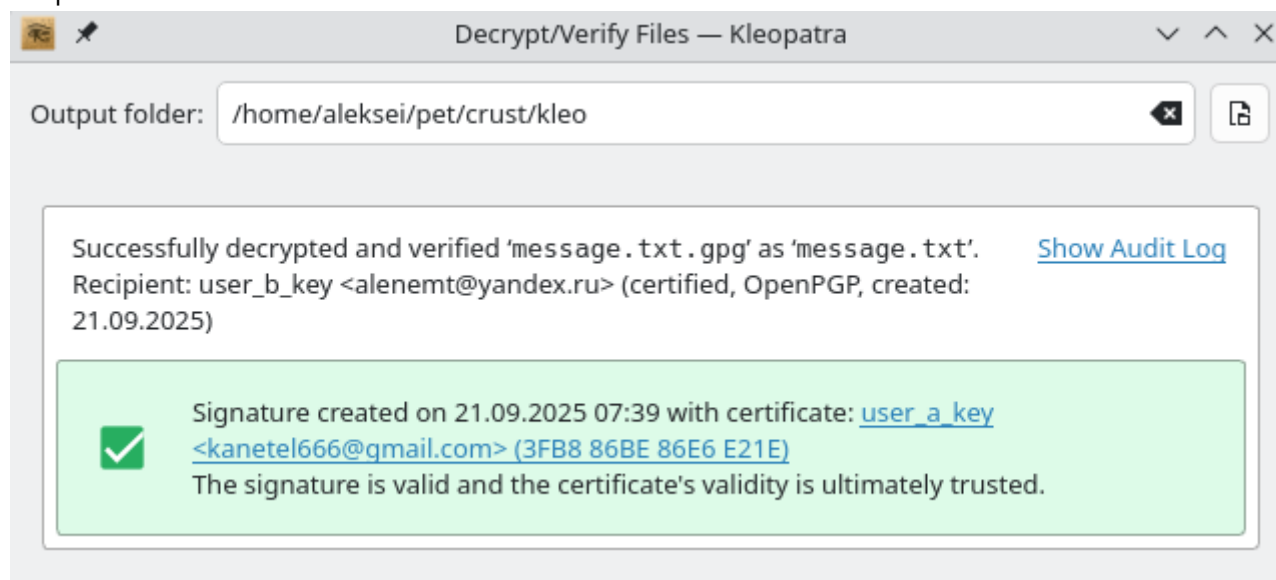 Decrypt/Verify Files — Kleopatra
Output folder: /home/aleksei/pet/crust/kleo
Successfully decrypted and verified ‘message.txt.gpg’ as ‘message.txt’. Show Audit Log
Recipient: user_b_key <alenemt@yandex.ru> (certified, OpenPGP, created:
21.09.2025)
Signature created on 21.09.2025 07:39 with certificate: user_a_key
<kanetel666@gmail.com> (3FB8 86BE 86E6 E21E)
The signature is valid and the certificate's validity is ultimately trusted.